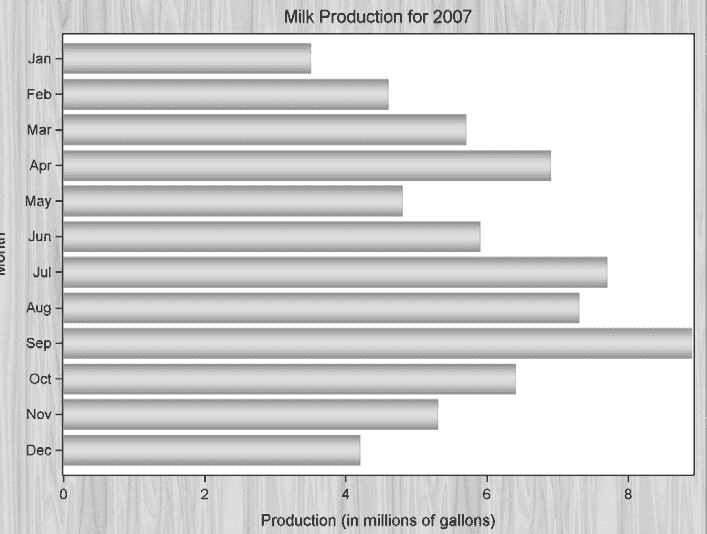 Milk Production for 2007
Jan
Feb
Mar
Apr
May
Jun
Jul
Aug
Sep
Oct
Nov
Dec
0 2 4 6 8
Production (in millions of gallons)